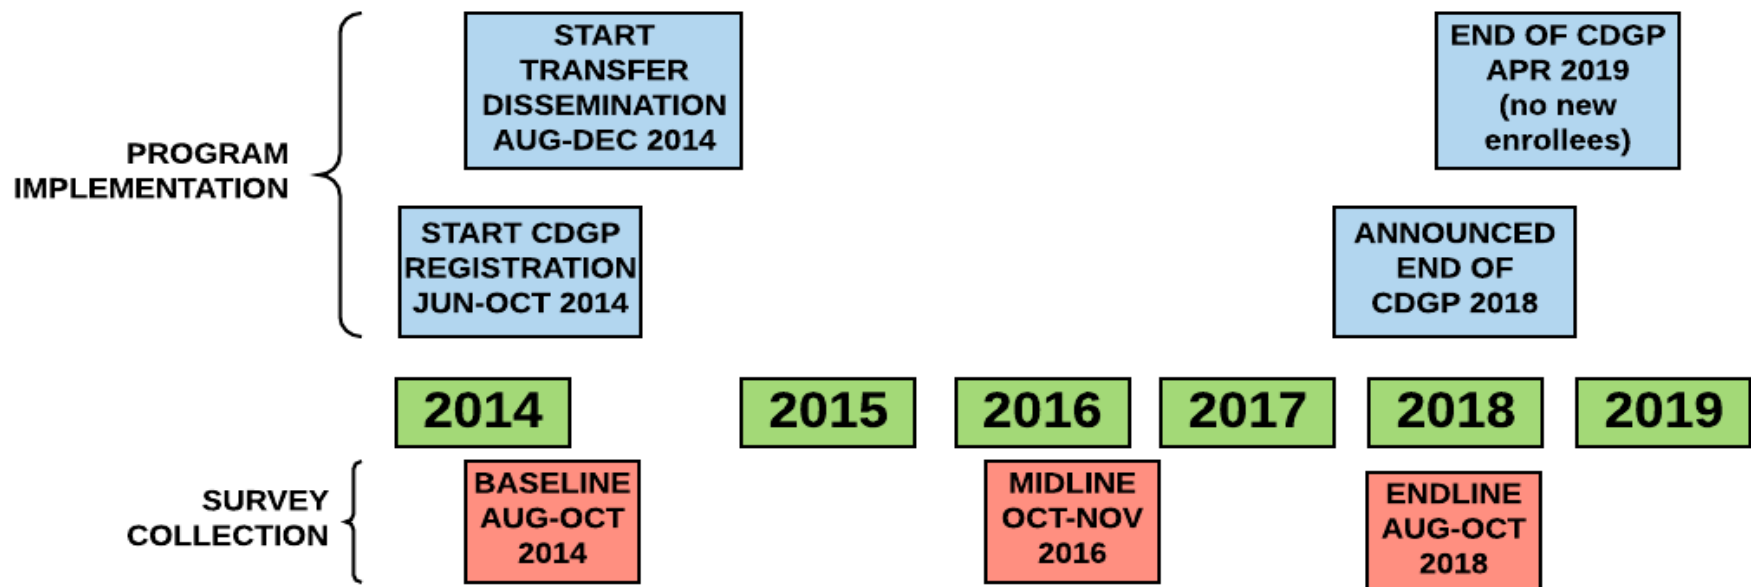 PROGRAM
IMPLEMENTATION
START
TRANSFER
DISSEMINATION
AUG-DEC 2014
END OF CDGP
APR 2019
(no new
enrollees)
START CDGP
REGISTRATION
JUN-OCT 2014
ANNOUNCED
END OF
CDGP 2018
2014
2015
2016
2017
2018
2019
SURVEY
COLLECTION
BASELINE
AUG-OCT
2014
MIDLINE
OCT-NOV
2016
ENDLINE
AUG-OCT
2018